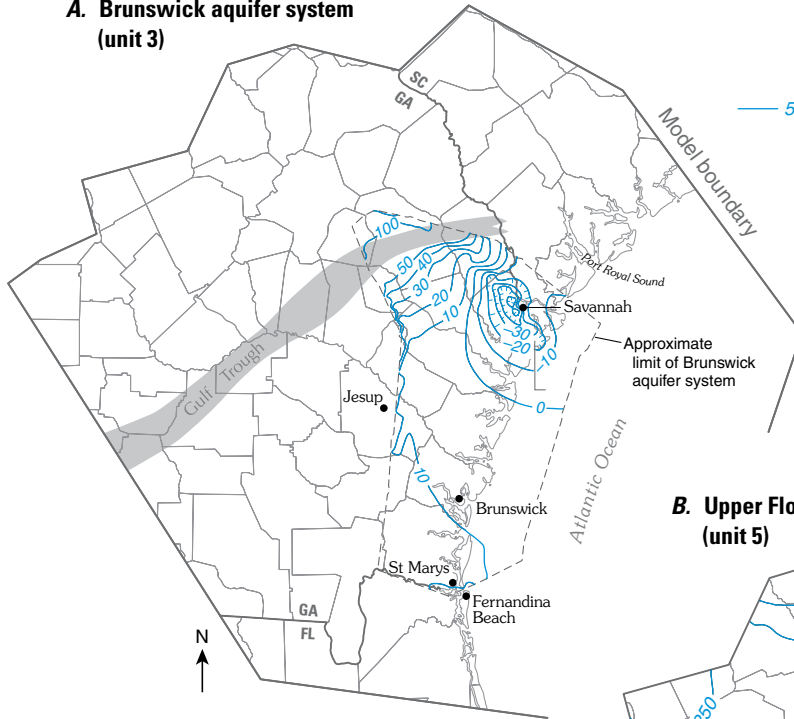 A. Brunswick aquifer system
(unit 3)
SC
GA
5
Model boundary
100
50
40
30
20
10
Port Royal Sound
Savannah
-30
-20
-10
0
Approximate
limit of Brunswick
aquifer system
Gulf Trough
Jesup
10
Brunswick
Atlantic Ocean
B. Upper Flo
(unit 5)
St Marys
Fernandina
Beach
GA
FL
N
250